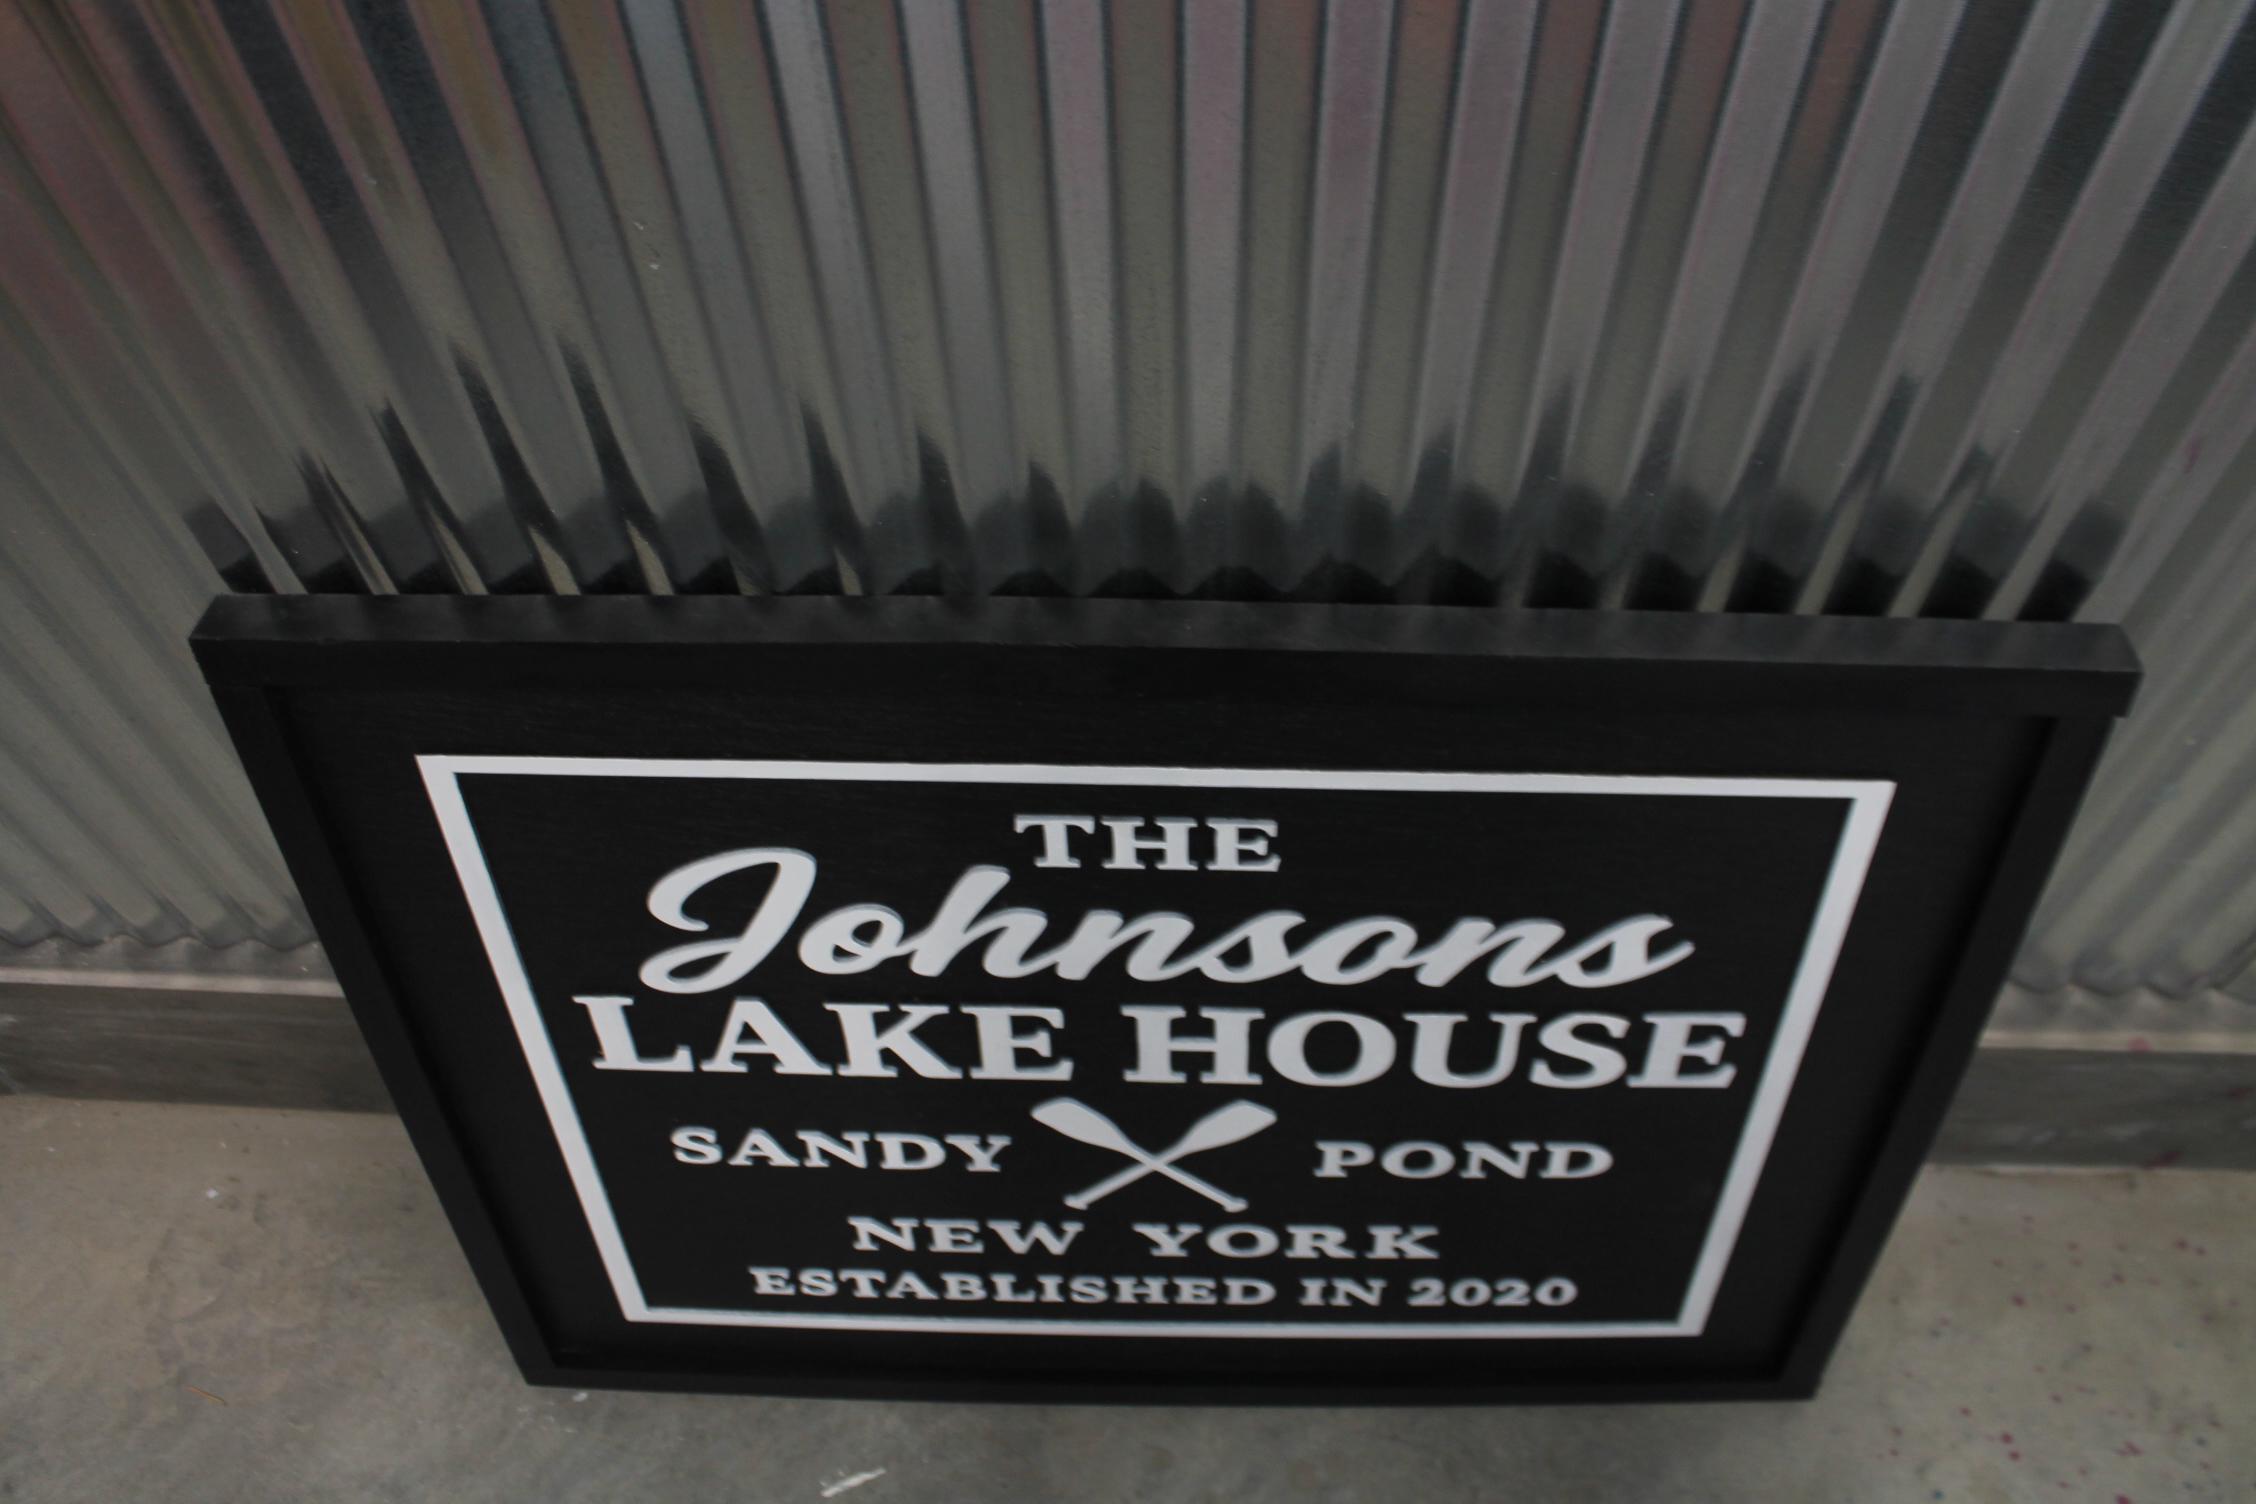 THE
Johnsons
LAKE HOUSE
SANDY POND
NEW YORK
ESTABLISHED IN 2020